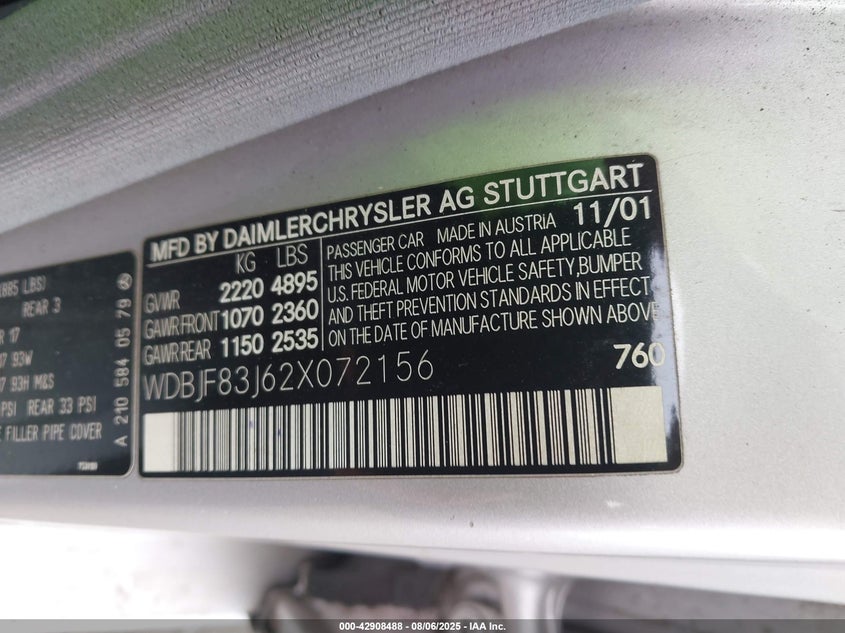 MFD BY DAIMLERCHRYSLER AG STUTTGART
KG LBS
GVWR 2220 4895
GAWR FRONT 1070 2360
GAWR REAR 1150 2535
PASSENGER CAR MADE IN AUSTRiA 11/01
THIS VEHICLE CONFORMS TO ALL APPLICABLE
U.S. FEDERAL MOTOR VEHICLE SAFETY,BUMPER
AND THEFT PREVENTION STANDARDS IN EFFECT
ON THE DATE OF MANUFACTURE SHOWN ABOVE
WDBJF83J62X072156
760
885 LBS)
REAR 3
17
93W
93H M&S
PSI REAR 33 PSI
FILLER PIPE COVER
A 210 584 05 79
000-42908488 - 08/06/2025 - IAA Inc.